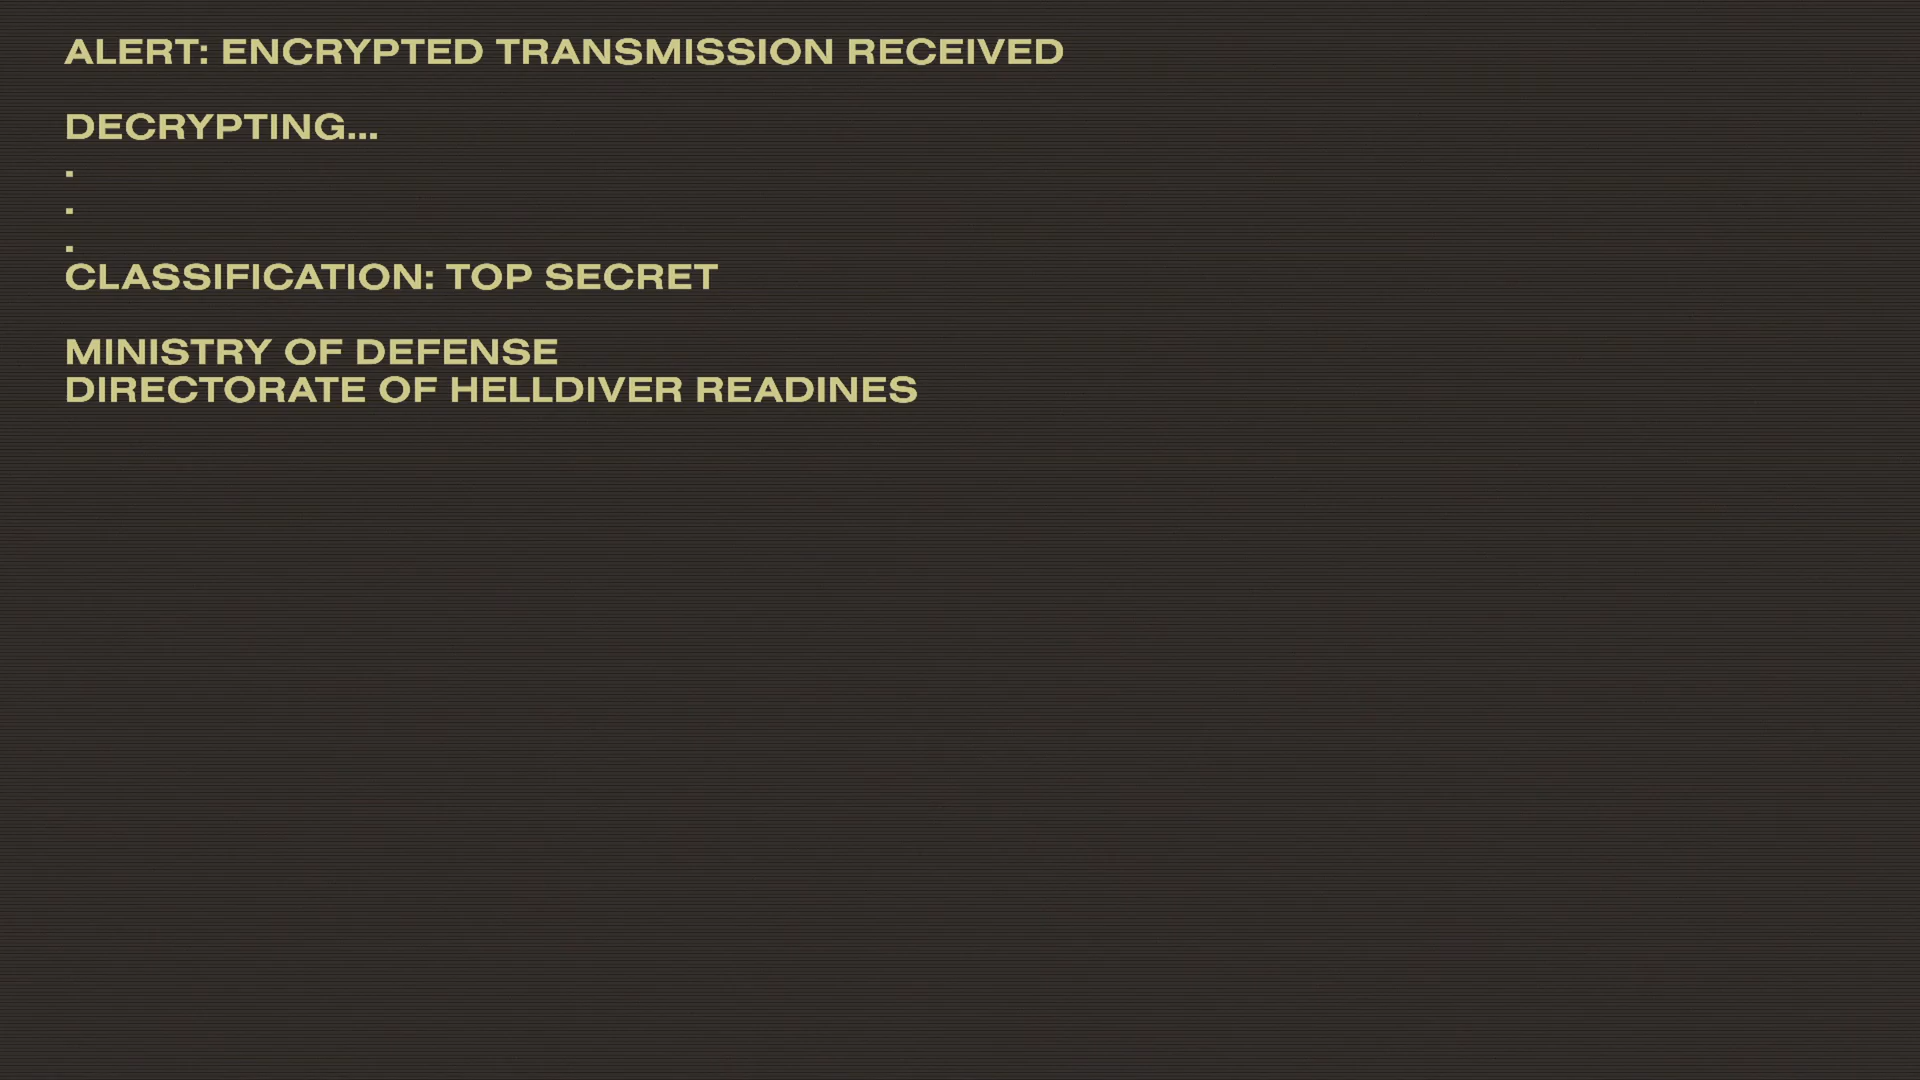 ALERT: ENCRYPTED TRANSMISSION RECEIVED
DECRYPTING...
.
.
.
CLASSIFICATION: TOP SECRET
MINISTRY OF DEFENSE
DIRECTORATE OF HELLDIVER READINES